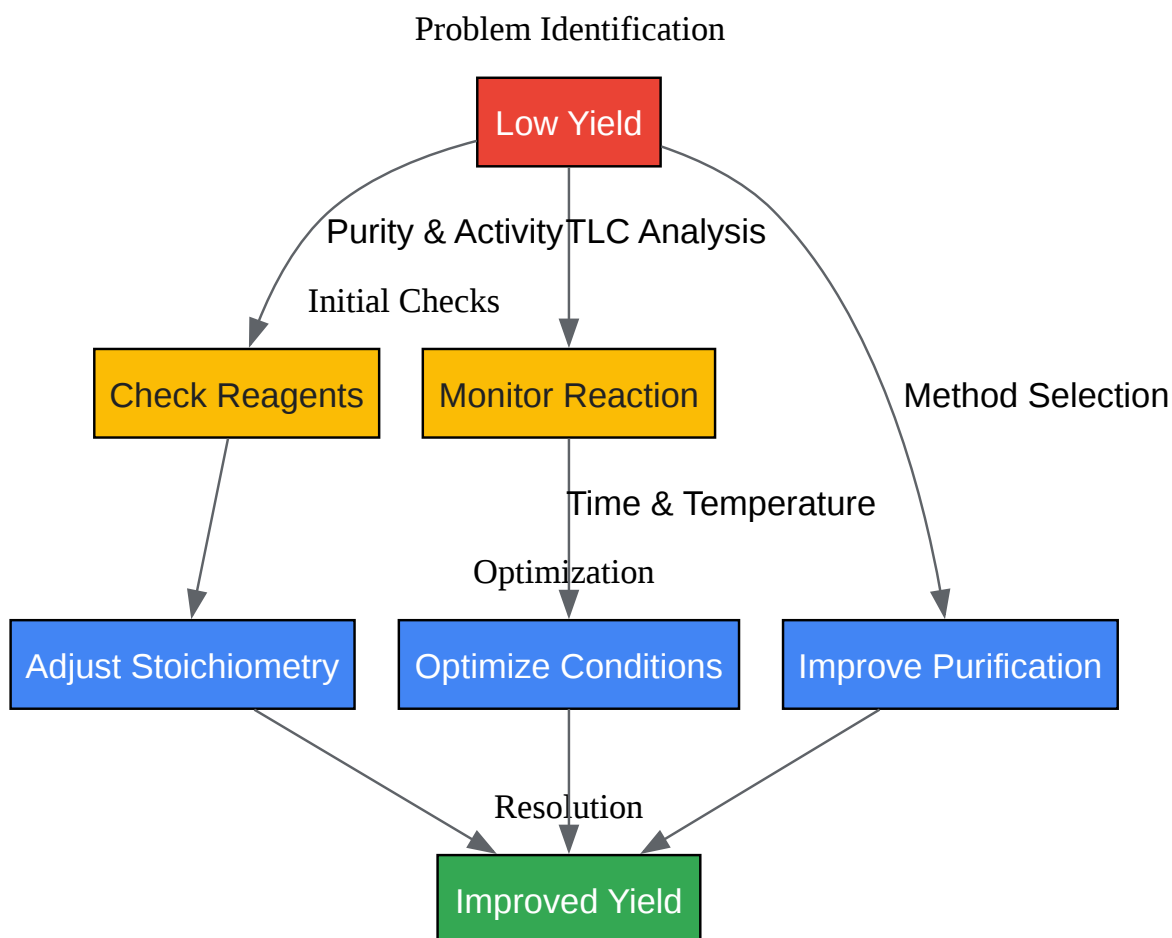 Problem Identification
Low Yield
Purity & Activity
TLC Analysis
Initial Checks
Check Reagents
Monitor Reaction
Method Selection
Time & Temperature
Optimization
Adjust Stoichiometry
Optimize Conditions
Improve Purification
Resolution
Improved Yield